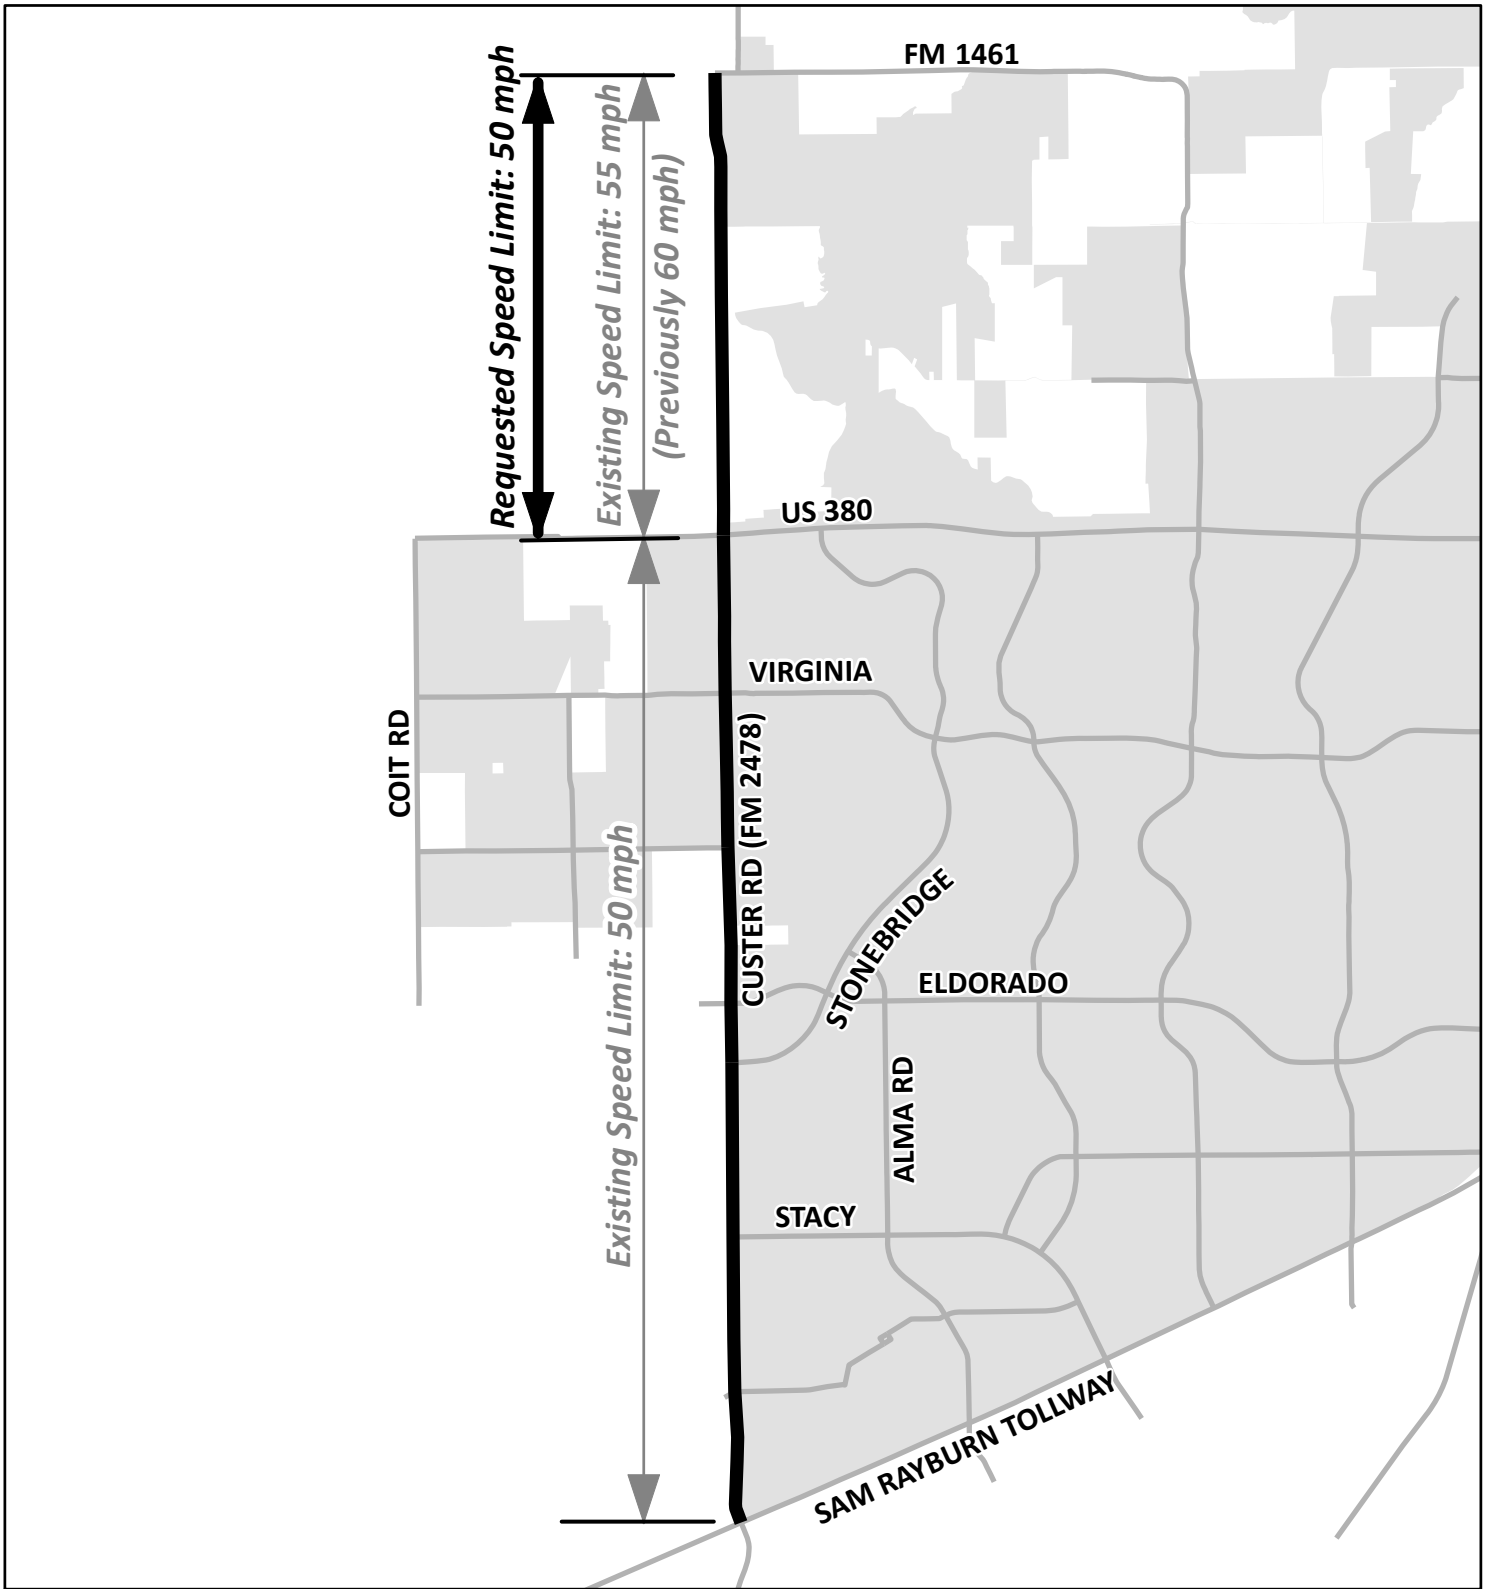 FM 1461
Requested Speed Limit: 50 mph
Existing Speed Limit: 55 mph
(Previously 60 mph)
US 380
VIRGINIA
COIT RD
CUSTER RD (FM 2478)
Existing Speed Limit: 50 mph
STONEBRIDGE
ELDORADO
ALMA RD
STACY
SAM RAYBURN TOLLWAY